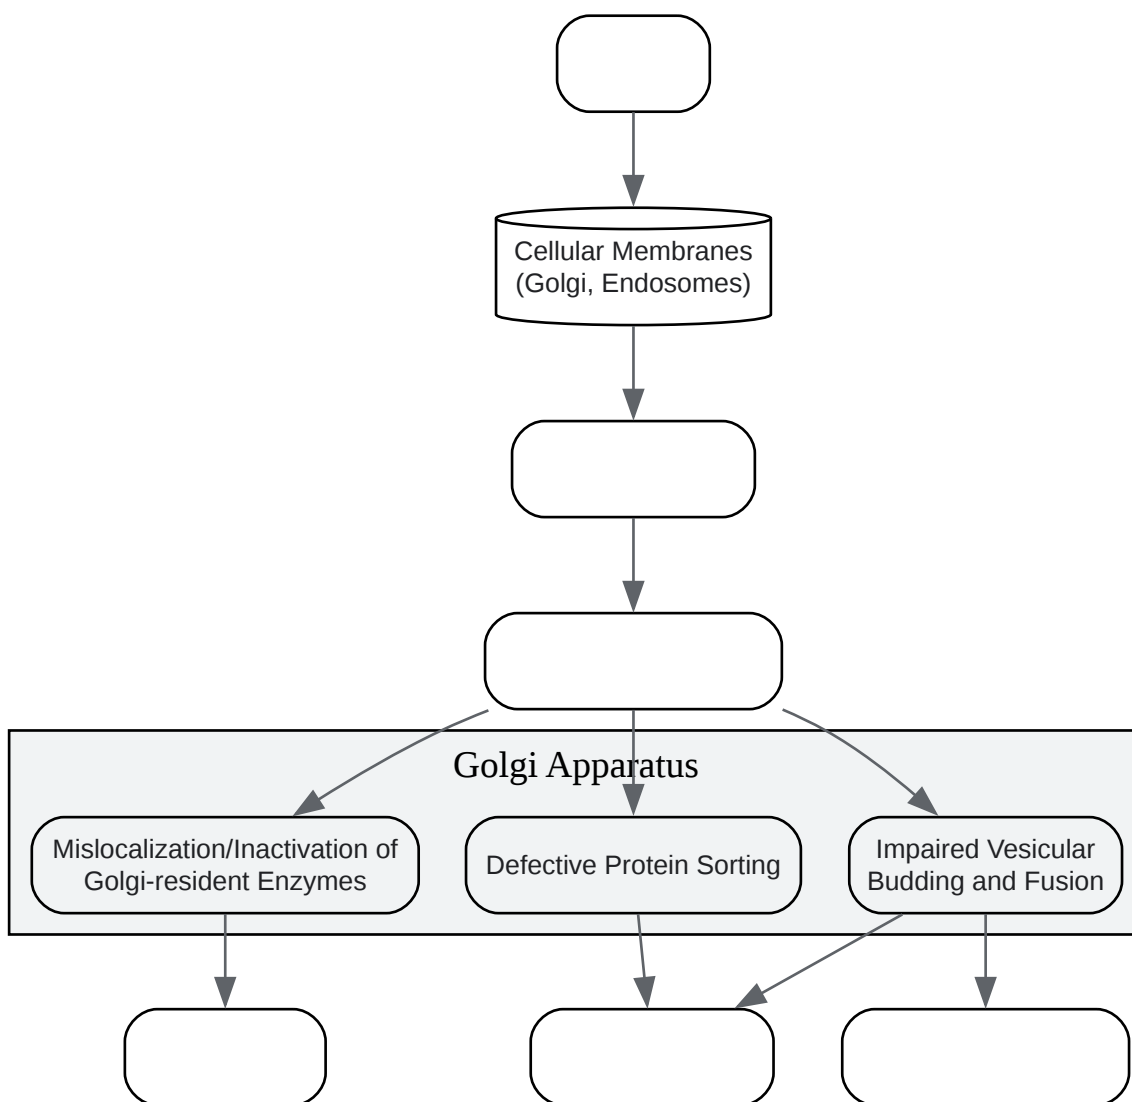 Cellular Membranes
(Golgi, Endosomes)
Golgi Apparatus
Mislocalization/Inactivation of
Golgi-resident Enzymes
Defective Protein Sorting
Impaired Vesicular
Budding and Fusion